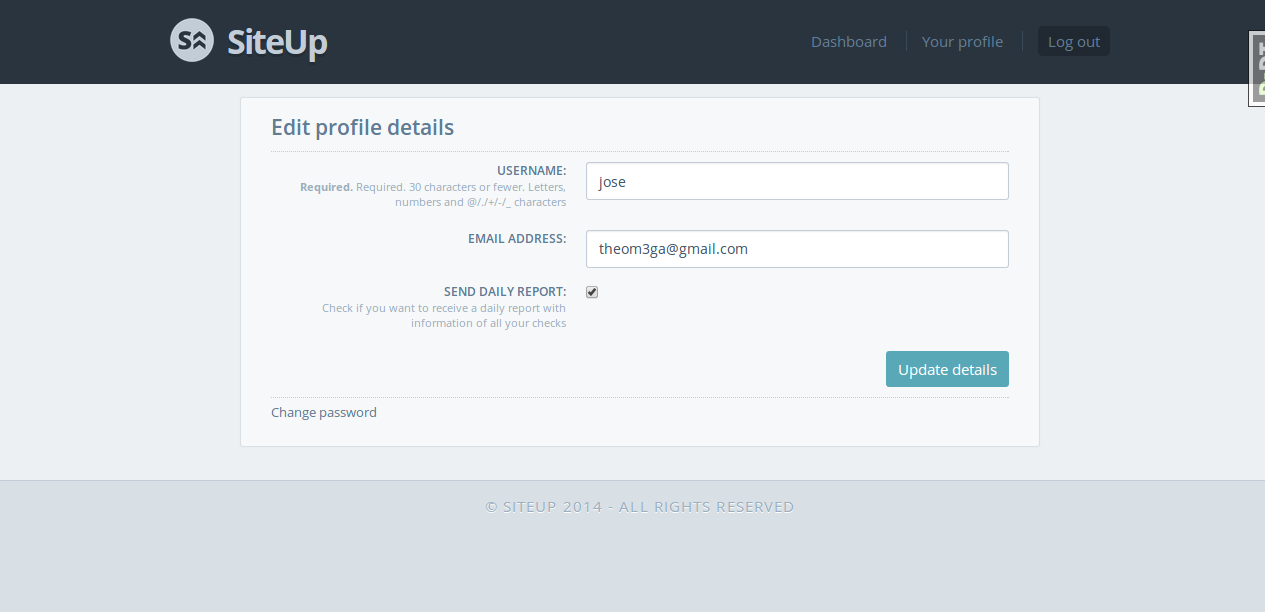 S SiteUp
Dashboard
Your profile
Log out
Edit profile details
USERNAME:
Required. Required. 30 characters or fewer. Letters,
numbers and @/./+/-/_ characters
jose
EMAIL ADDRESS:
theom3ga@gmail.com
SEND DAILY REPORT:
Check if you want to receive a daily report with
information of all your checks
Update details
Change password
© SITEUP 2014 - ALL RIGHTS RESERVED